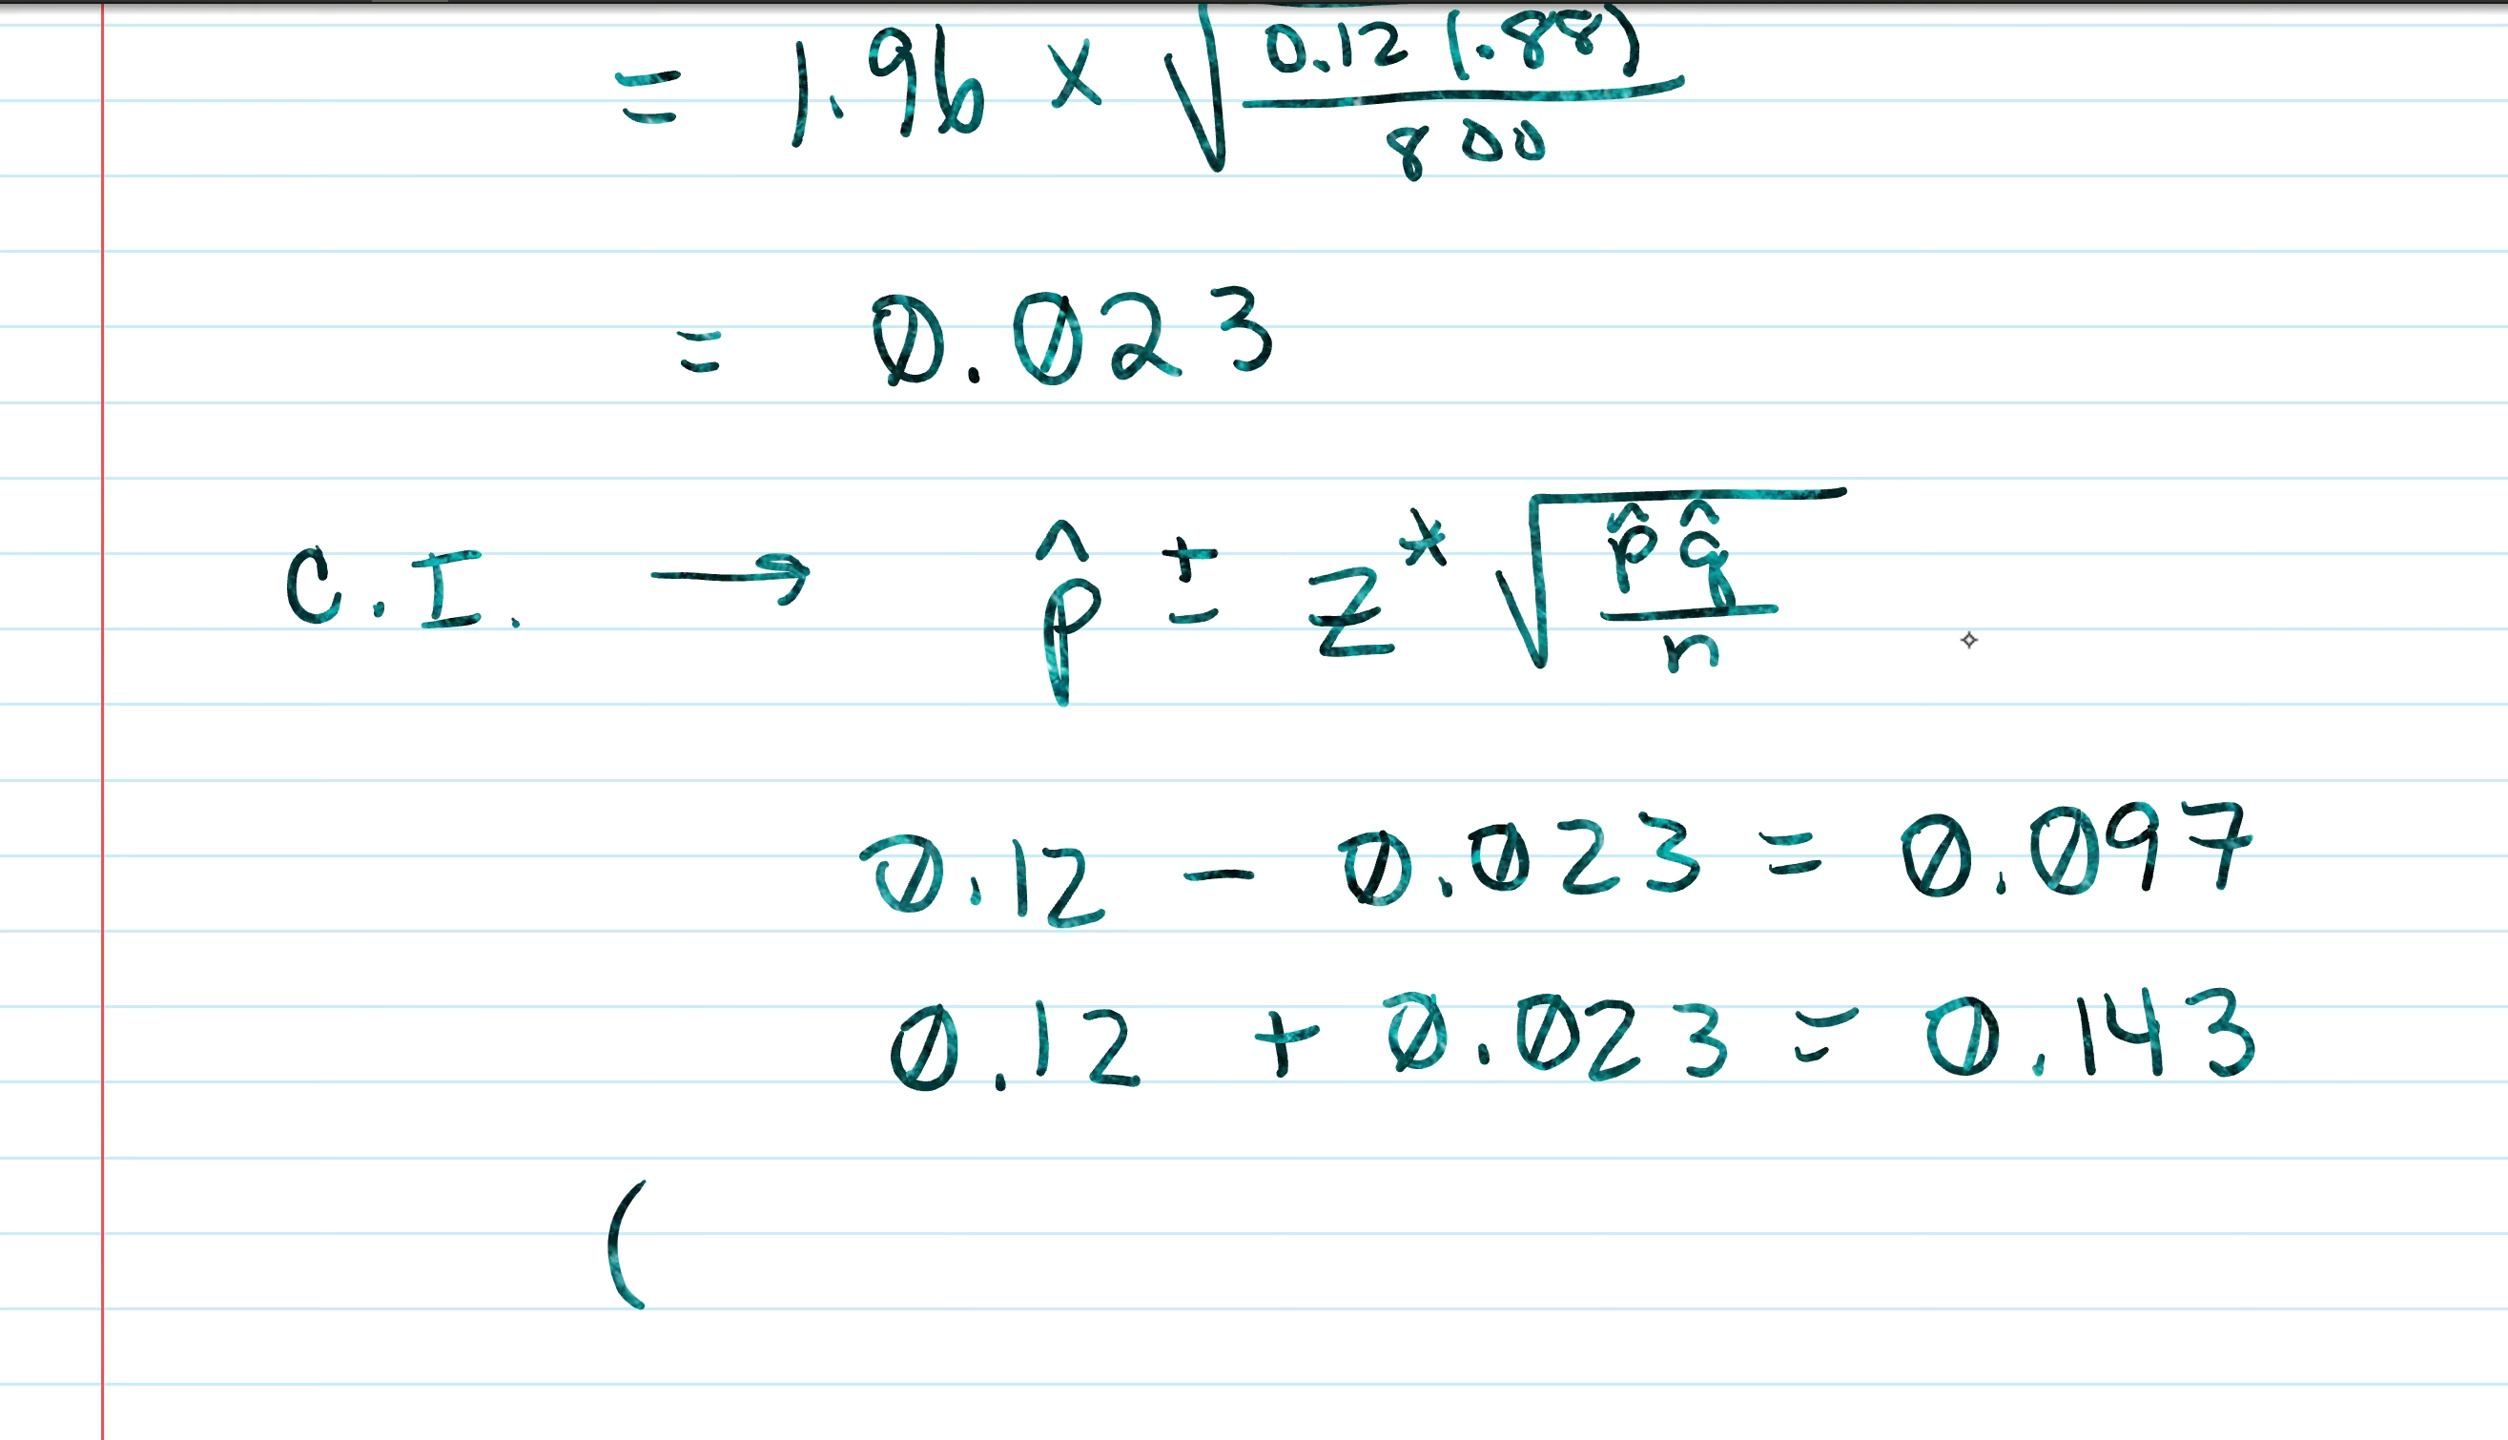 = 1.96 × √(0.12 (.88) / 800)
= 0.023
C.I. → p̂ ± z* √(p̂q̂ / n)
0.12 − 0.023 = 0.097
0.12 + 0.023 = 0.143
(